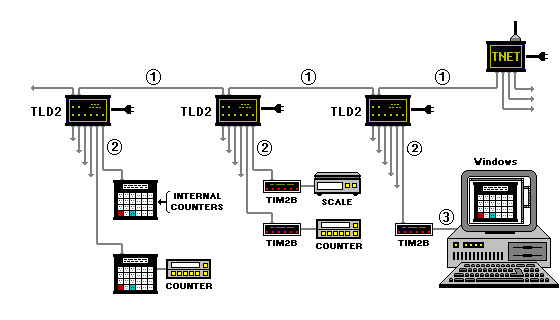 TNET
1
1
1
TLD2
TLD2
TLD2
2
2
2
Windows
INTERNAL
COUNTERS
TIM2B
SCALE
3
TIM2B
COUNTER
TIM2B
COUNTER